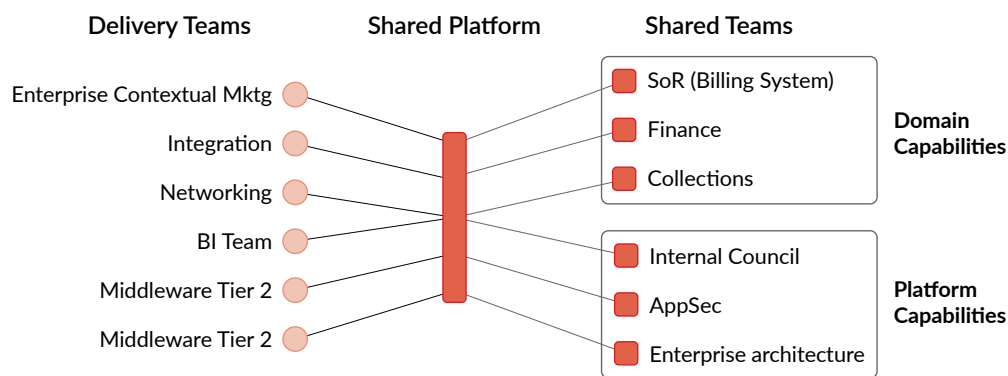 Delivery Teams
Shared Platform
Shared Teams
Enterprise Contextual Mktg
Integration
Networking
BI Team
Middleware Tier 2
Middleware Tier 2
SoR (Billing System)
Finance
Collections
Domain
Capabilities
Internal Council
AppSec
Enterprise architecture
Platform
Capabilities